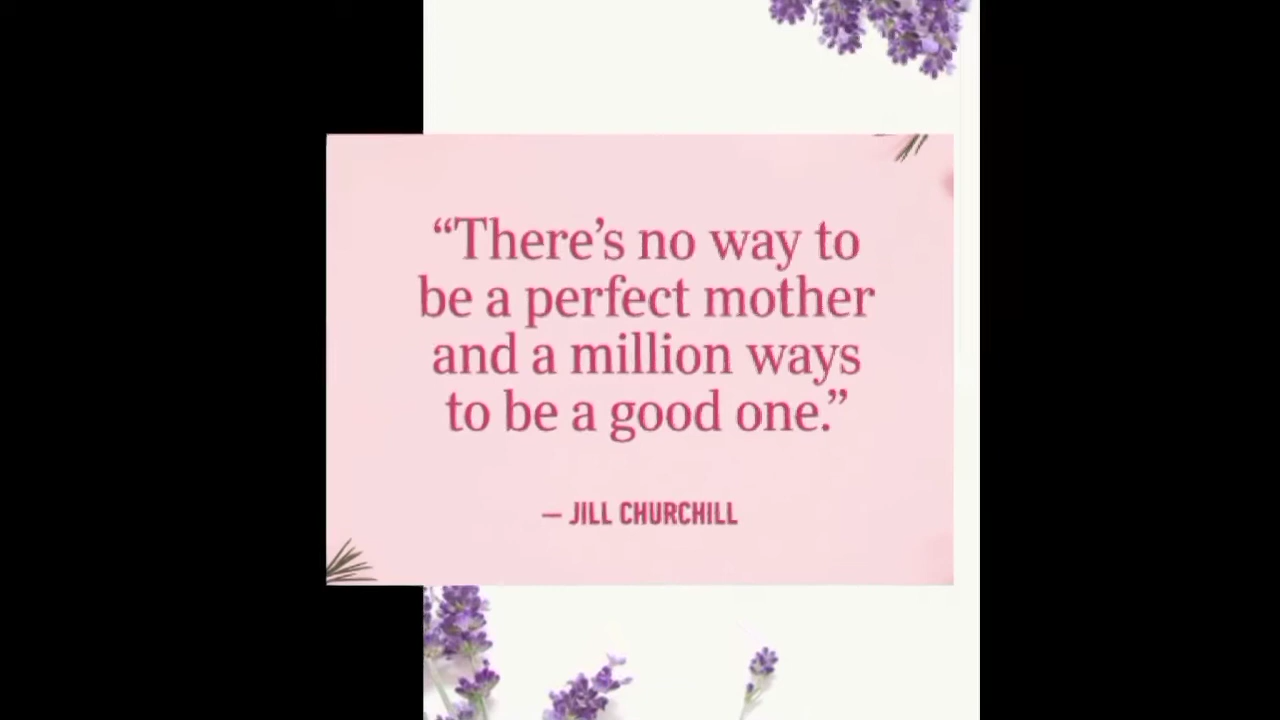 “There’s no way to
be a perfect mother
and a million ways
to be a good one.”
— JILL CHURCHILL